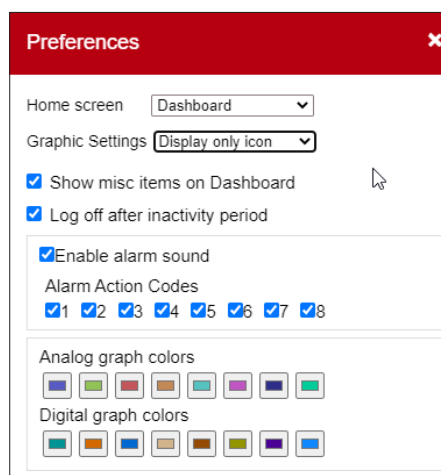 Preferences
Home screen Dashboard
Graphic Settings Display only icon
Show misc items on Dashboard
Log off after inactivity period
Enable alarm sound
Alarm Action Codes
1 2 3 4 5 6 7 8
Analog graph colors
Digital graph colors